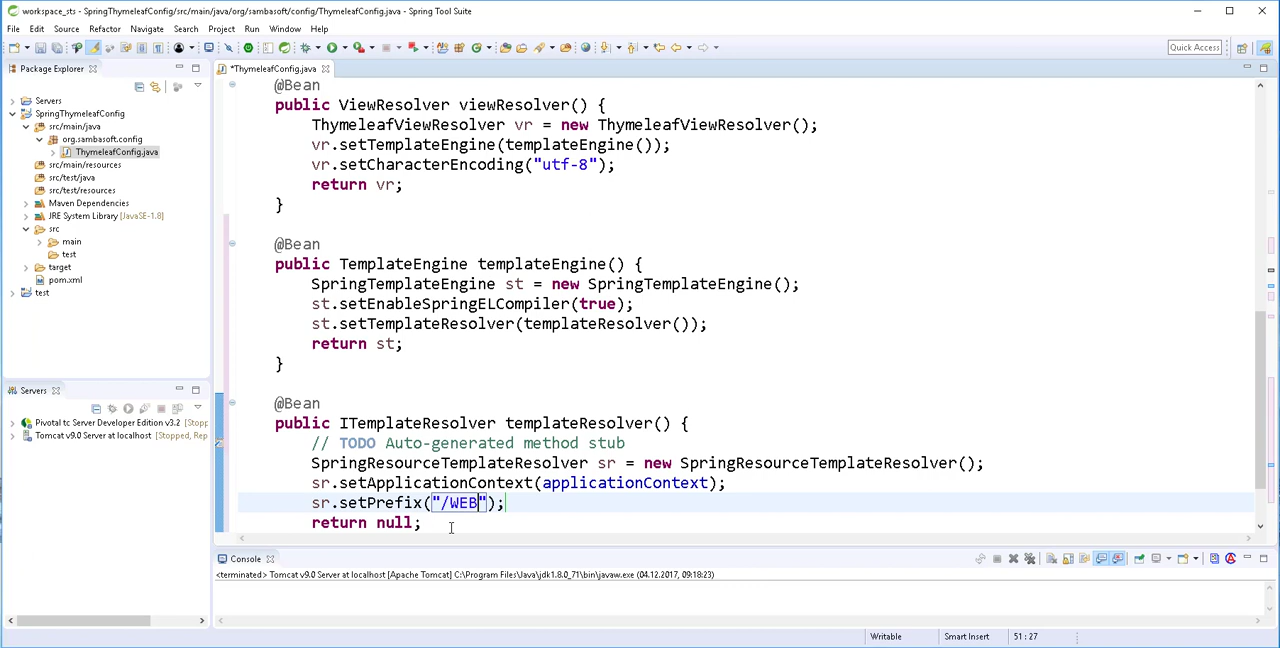 workspace_sts - SpringThymeleafConfig/src/main/java/org/sambasoft/config/ThymeleafConfig.java - Spring Tool Suite
File Edit Source Refactor Navigate Search Project Run Window Help
Quick Access
Package Explorer
*ThymeleafConfig.java
Servers
SpringThymeleafConfig
src/main/java
org.sambasoft.config
ThymeleafConfig.java
src/main/resources
src/test/java
src/test/resources
Maven Dependencies
JRE System Library [JavaSE-1.8]
src
main
test
target
pom.xml
test
@Bean
public ViewResolver viewResolver() {
ThymeleafViewResolver vr = new ThymeleafViewResolver();
vr.setTemplateEngine(templateEngine());
vr.setCharacterEncoding("utf-8");
return vr;
}
@Bean
public TemplateEngine templateEngine() {
SpringTemplateEngine st = new SpringTemplateEngine();
st.setEnableSpringELCompiler(true);
st.setTemplateResolver(templateResolver());
return st;
}
@Bean
public ITemplateResolver templateResolver() {
// TODO Auto-generated method stub
SpringResourceTemplateResolver sr = new SpringResourceTemplateResolver();
sr.setApplicationContext(applicationContext);
sr.setPrefix("/WEB");
return null;
Servers
Pivotal tc Server Developer Edition v3.2 [Stopp
Tomcat v9.0 Server at localhost [Stopped, Rep
Console
<terminated> Tomcat v9.0 Server at localhost [Apache Tomcat] C:\Program Files\Java\jdk1.8.0_71\bin\javaw.exe (04.12.2017, 09:18:23)
Writable Smart Insert 51 : 27